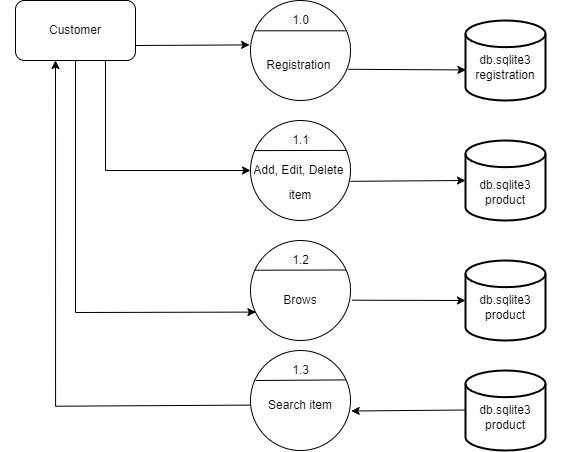 Customer
1.0
Registration
db.sqlite3
registration
1.1
Add, Edit, Delete
item
db.sqlite3
product
1.2
Brows
db.sqlite3
product
1.3
Search item
db.sqlite3
product